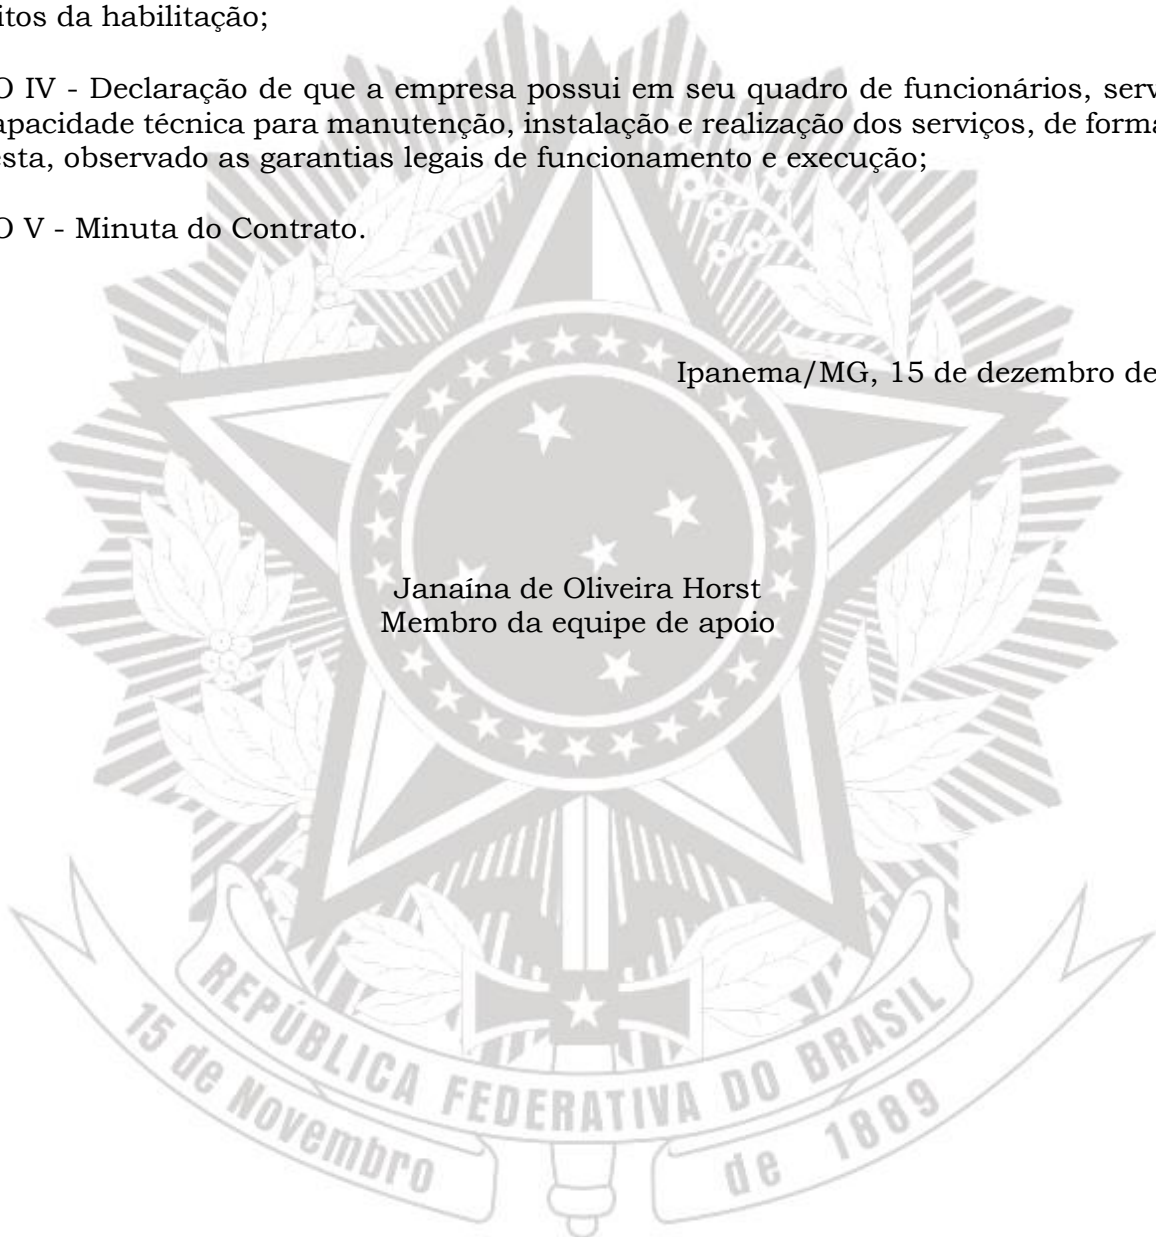 itos da habilitação;
O IV - Declaração de que a empresa possui em seu quadro de funcionários, serv
apacidade técnica para manutenção, instalação e realização dos serviços, de forma
esta, observado as garantias legais de funcionamento e execução;
O V - Minuta do Contrato.
Ipanema/MG, 15 de dezembro de
Janaína de Oliveira Horst
Membro da equipe de apoio
REPÚBLICA FEDERATIVA DO BRASIL
15 de Novembro de 1889